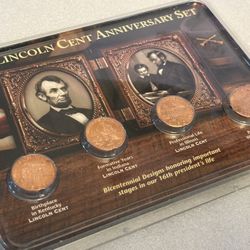 LINCOLN CENT ANNIVERSARY SET
Birthplace
in Kentucky
LINCOLN CENT
Formative Years
in Indiana
LINCOLN CENT
Professional Life
in Illinois
LINCOLN CENT
Bicentennial Designs honoring important
stages in our 16th president's life